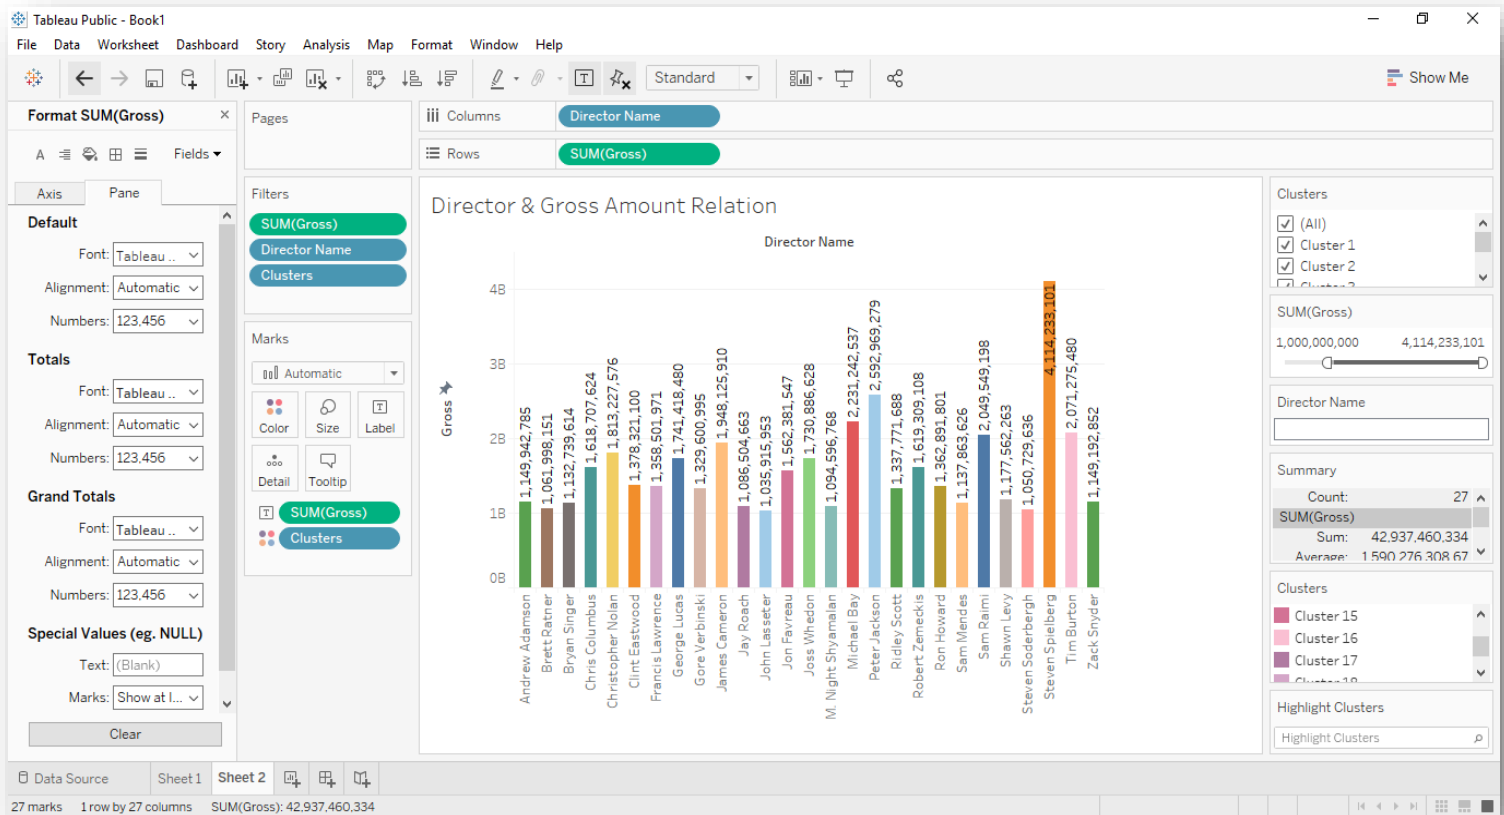 Tableau Public - Book1
File Data Worksheet Dashboard Story Analysis Map Format Window Help
Standard
Show Me
Format SUM(Gross)
Fields
Axis Pane
Default
Font: Tableau ..
Alignment: Automatic
Numbers: 123,456
Totals
Font: Tableau ..
Alignment: Automatic
Numbers: 123,456
Grand Totals
Font: Tableau ..
Alignment: Automatic
Numbers: 123,456
Special Values (eg. NULL)
Text: (Blank)
Marks: Show at l...
Clear
Pages
Filters
SUM(Gross)
Director Name
Clusters
Marks
Automatic
Color Size Label
Detail Tooltip
SUM(Gross)
Clusters
Columns Director Name
Rows SUM(Gross)
Director & Gross Amount Relation
Director Name
Gross
4B
3B
2B
1B
0B
1,149,942,785
1,061,998,151
1,132,739,614
1,618,707,624
1,813,227,576
1,378,321,100
1,358,501,971
1,741,418,480
1,329,600,995
1,948,125,910
1,086,504,663
1,035,915,953
1,562,381,547
1,730,886,628
1,094,596,768
2,231,242,537
2,592,969,279
1,337,771,688
1,619,309,108
1,362,891,801
1,137,863,626
2,049,549,198
1,177,562,263
1,050,729,636
4,114,233,101
2,071,275,480
1,149,192,852
Andrew Adamson
Brett Ratner
Bryan Singer
Chris Columbus
Christopher Nolan
Clint Eastwood
Francis Lawrence
George Lucas
Gore Verbinski
James Cameron
Jay Roach
John Lasseter
Jon Favreau
Joss Whedon
M. Night Shyamalan
Michael Bay
Peter Jackson
Ridley Scott
Robert Zemeckis
Ron Howard
Sam Mendes
Sam Raimi
Shawn Levy
Steven Soderbergh
Steven Spielberg
Tim Burton
Zack Snyder
Clusters
(All)
Cluster 1
Cluster 2
Cluster 3
SUM(Gross)
1,000,000,000 4,114,233,101
Director Name
Summary
Count: 27
SUM(Gross)
Sum: 42,937,460,334
Average: 1,590,276,308.67
Clusters
Cluster 15
Cluster 16
Cluster 17
Cluster 18
Highlight Clusters
Highlight Clusters
Data Source Sheet 1 Sheet 2
27 marks 1 row by 27 columns SUM(Gross): 42,937,460,334